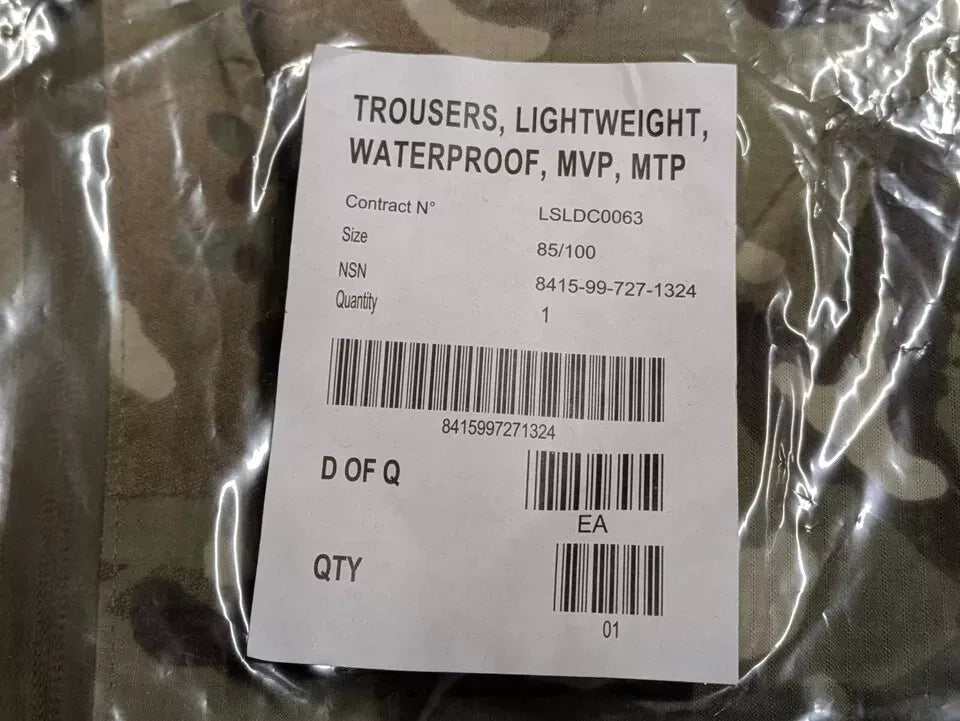 TROUSERS, LIGHTWEIGHT,
WATERPROOF, MVP, MTP
Contract N° LSLDC0063
Size 85/100
NSN 8415-99-727-1324
Quantity 1
8415997271324
D OF Q
EA
QTY
01